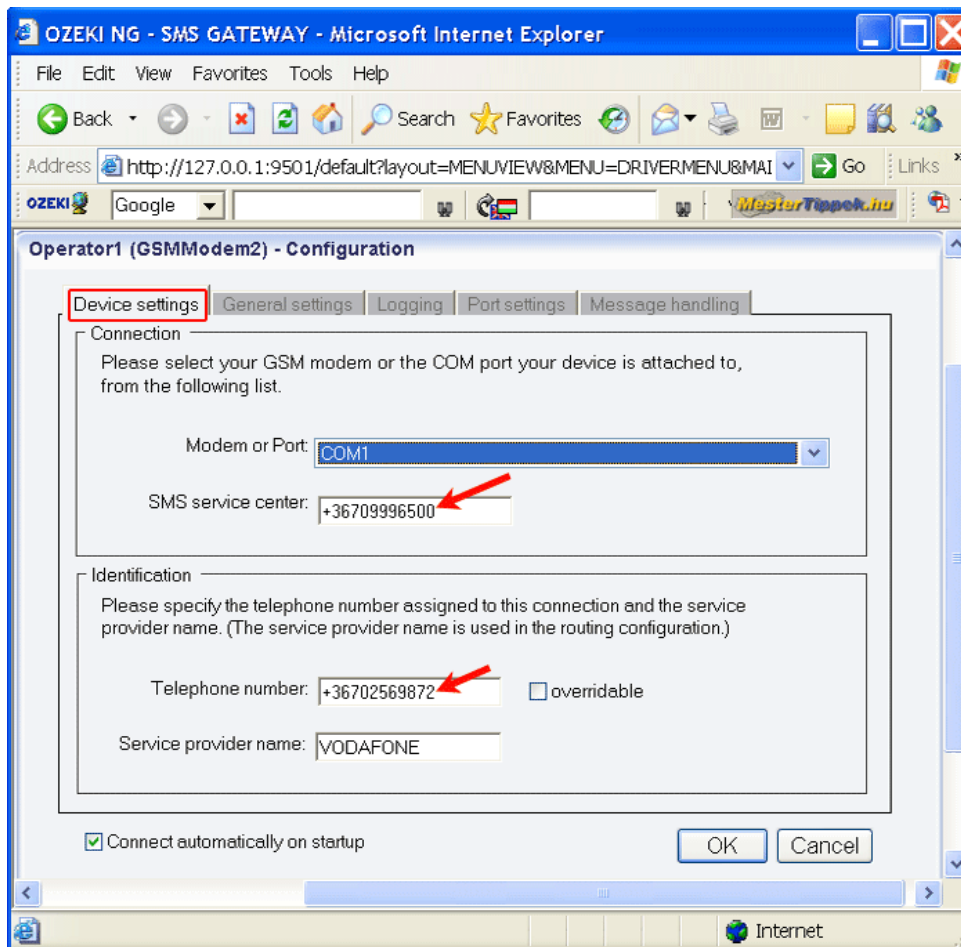 OZEKI NG - SMS GATEWAY - Microsoft Internet Explorer
File Edit View Favorites Tools Help
Back Search Favorites
Address http://127.0.0.1:9501/default?layout=MENUVIEW&MENU=DRIVERMENU&MAI Go Links »
OZEKI Google MesterTippek.hu
Operator1 (GSMModem2) - Configuration
Device settings General settings Logging Port settings Message handling
Connection
Please select your GSM modem or the COM port your device is attached to,
from the following list.
Modem or Port: COM1
SMS service center: +36709996500
Identification
Please specify the telephone number assigned to this connection and the service
provider name. (The service provider name is used in the routing configuration.)
Telephone number: +36702569872 overridable
Service provider name: VODAFONE
Connect automatically on startup OK Cancel
Internet